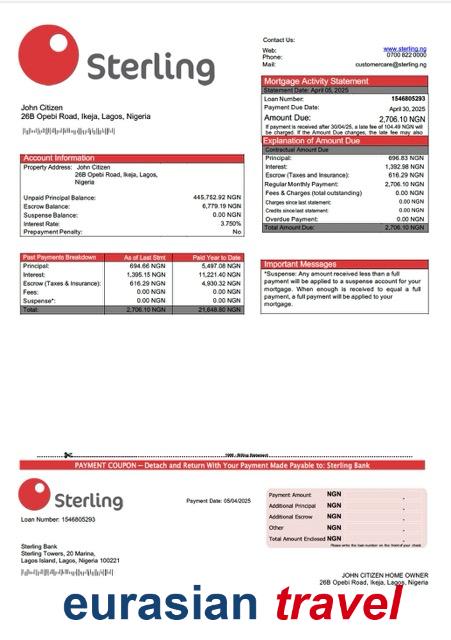 Sterling
Contact Us:
Web: www.sterling.ng
Phone: 0700 822 0000
Mail: customercare@sterling.ng
John Citizen
26B Opebi Road, Ikeja, Lagos, Nigeria
Mortgage Activity Statement
Statement Date: April 05, 2025
Loan Number: 1546805293
Payment Due Date: April 30, 2025
Amount Due: 2,706.10 NGN
If payment is received after 30/04/25, a late fee of 104.49 NGN will
be charged. If the Amount Due changes, the late fee may also
Explanation of Amount Due
Contractual Amount Due
Principal: 696.83 NGN
Interest: 1,392.98 NGN
Escrow (Taxes and Insurance): 616.29 NGN
Regular Monthly Payment: 2,706.10 NGN
Fees & Charges (total outstanding): 0.00 NGN
Charges since last statement: 0.00 NGN
Credits since last statement: 0.00 NGN
Overdue Payment: 0.00 NGN
Total Amount Due: 2,706.10 NGN
Account Information
Property Address: John Citizen
26B Opebi Road, Ikeja, Lagos,
Nigeria
Unpaid Principal Balance: 445,752.92 NGN
Escrow Balance: 6,779.19 NGN
Suspense Balance: 0.00 NGN
Interest Rate: 3.750%
Prepayment Penalty: No
Past Payments Breakdown As of Last Stmt Paid Year to Date
Principal: 694.66 NGN 5,497.08 NGN
Interest: 1,395.15 NGN 11,221.40 NGN
Escrow (Taxes & Insurance): 616.29 NGN 4,930.32 NGN
Fees: 0.00 NGN 0.00 NGN
Suspense*: 0.00 NGN 0.00 NGN
Total: 2,706.10 NGN 21,648.80 NGN
Important Messages
*Suspense: Any amount received less than a full
payment will be applied to a suspense account for your
mortgage. When enough is received to equal a full
payment, a full payment will be applied to your
mortgage.
Billing Statement
PAYMENT COUPON – Detach and Return With Your Payment Made Payable to: Sterling Bank
Sterling
Payment Date: 05/04/2025
Loan Number: 1546805293
Payment Amount NGN .
Additional Principal NGN .
Additional Escrow NGN .
Other NGN .
Total Amount Enclosed NGN .
Please write the loan number on the front of your check.
Sterling Bank
Sterling Towers, 20 Marina,
Lagos Island, Lagos, Nigeria 100221
JOHN CITIZEN HOME OWNER
26B Opebi Road, Ikeja, Lagos, Nigeria
eurasian travel